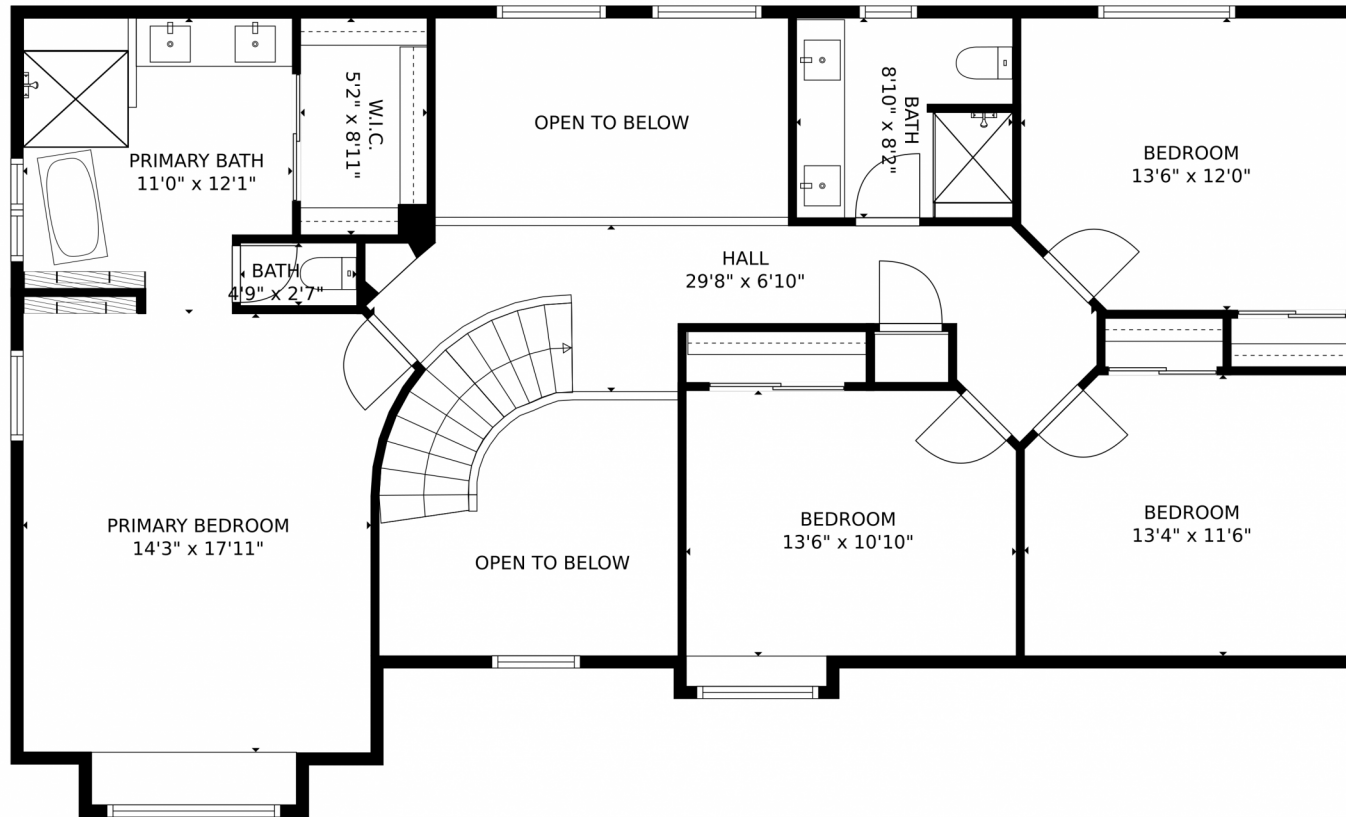 PRIMARY BATH
11'0" x 12'1"
W.I.C.
5'2" x 8'11"
OPEN TO BELOW
BATH
8'10" x 8'2"
BEDROOM
13'6" x 12'0"
BATH
4'9" x 2'7"
HALL
29'8" x 6'10"
PRIMARY BEDROOM
14'3" x 17'11"
OPEN TO BELOW
BEDROOM
13'6" x 10'10"
BEDROOM
13'4" x 11'6"